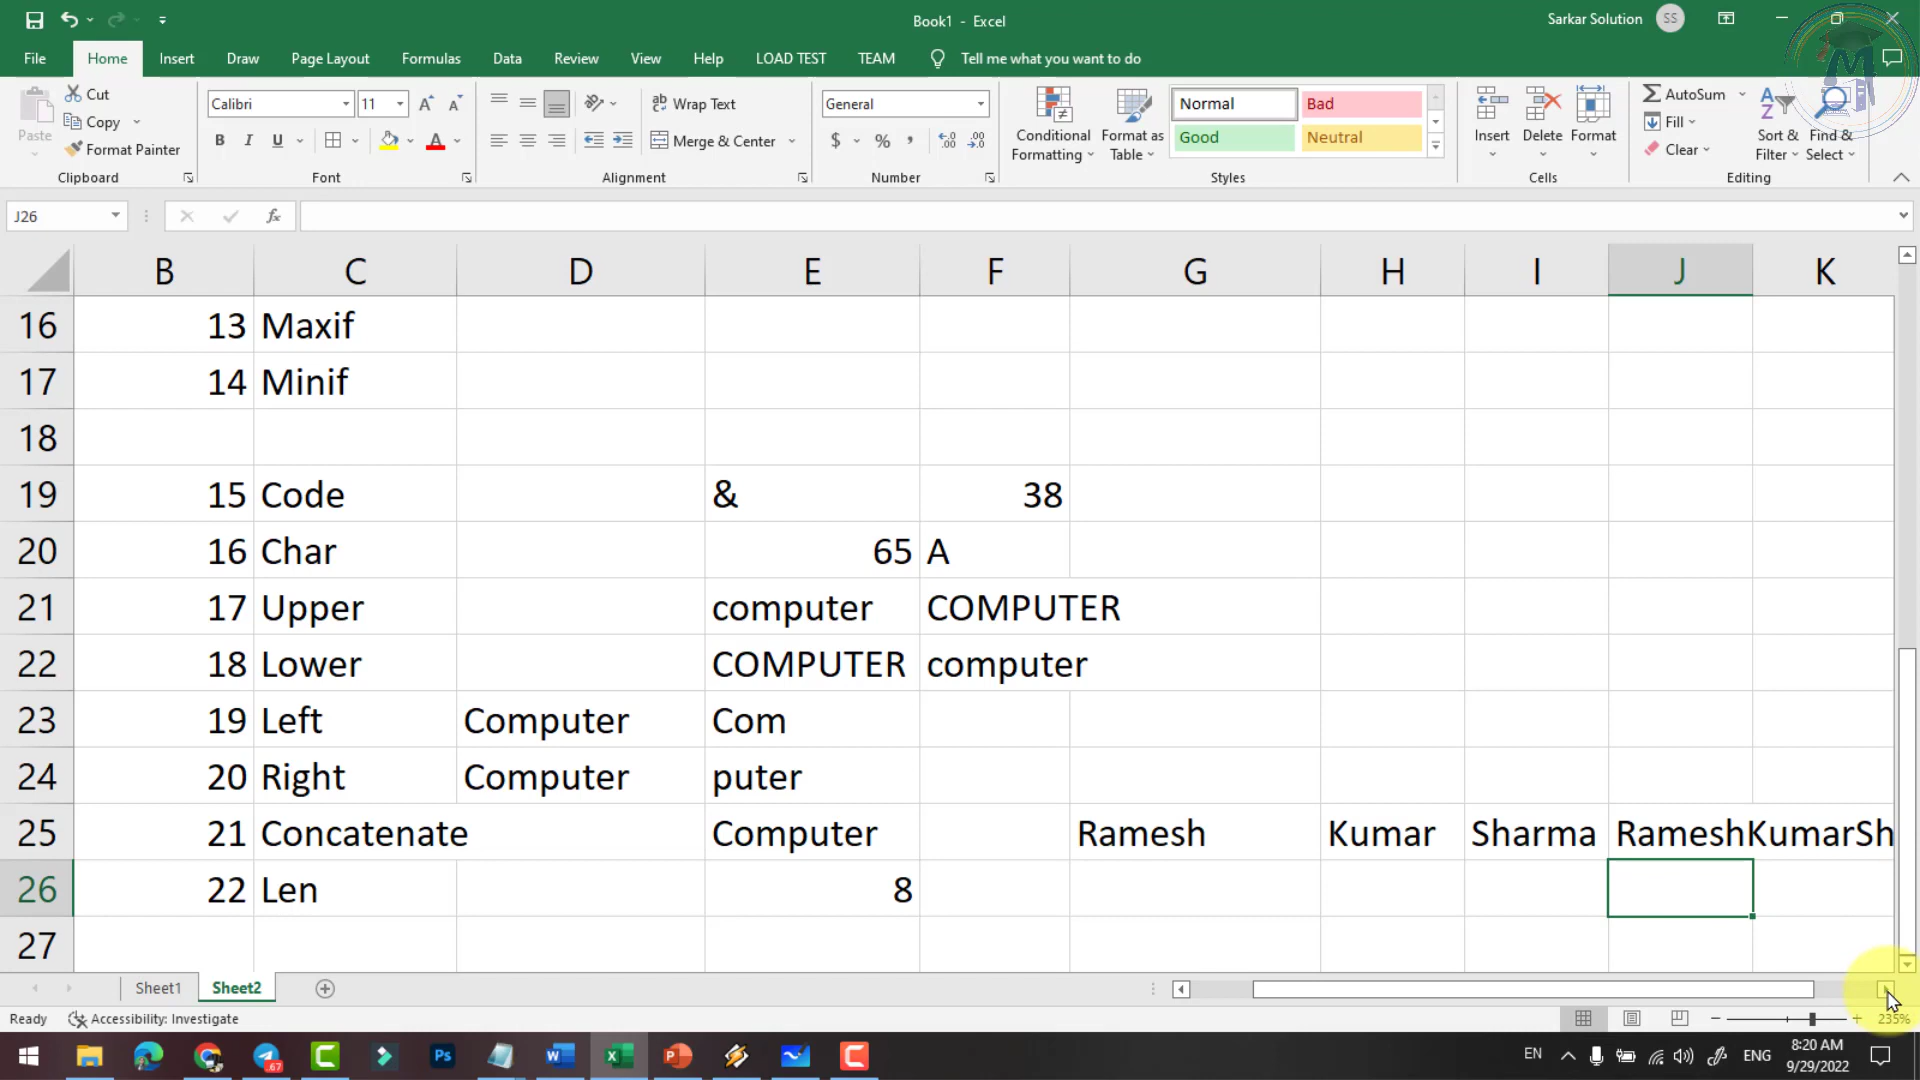 Book1 - Excel
Sarkar Solution SS
File Home Insert Draw Page Layout Formulas Data Review View Help LOAD TEST TEAM Tell me what you want to do
Paste
Cut
Copy
Format Painter
Clipboard
Calibri 11
B I U
Font
Wrap Text
Merge & Center
Alignment
General
$ % ,
Number
Conditional Formatting
Format as Table
Normal Bad
Good Neutral
Styles
Insert Delete Format
Cells
AutoSum
Fill
Clear
Sort & Filter
Find & Select
Editing
J26
fx
B C D E F G H I J K
16 13 Maxif
17 14 Minif
18
19 15 Code & 38
20 16 Char 65 A
21 17 Upper computer COMPUTER
22 18 Lower COMPUTER computer
23 19 Left Computer Com
24 20 Right Computer puter
25 21 Concatenate Computer Ramesh Kumar Sharma RameshKumarSh
26 22 Len 8
27
Sheet1 Sheet2
Ready Accessibility: Investigate 235%
EN ENG 8:20 AM
9/29/2022